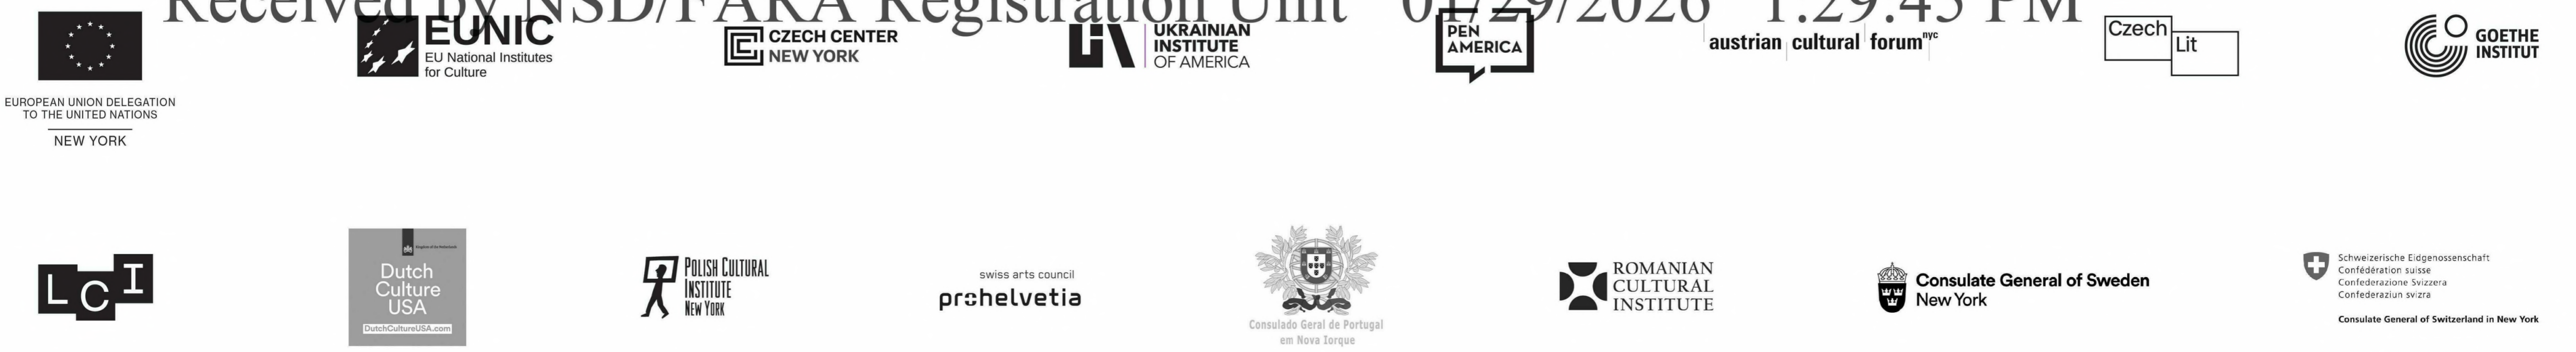 Received by NSD/FARA Registration Unit 01/29/2026 1:29:45 PM
EUROPEAN UNION DELEGATION
TO THE UNITED NATIONS
NEW YORK
EUNIC
EU National Institutes
for Culture
CZECH CENTER
NEW YORK
UKRAINIAN
INSTITUTE
OF AMERICA
PEN
AMERICA
austrian cultural forum nyc
Czech
Lit
GOETHE
INSTITUT
LCI
Dutch
Culture
USA
DutchCultureUSA.com
POLISH CULTURAL
INSTITUTE
NEW YORK
swiss arts council
prohelvetia
Consulado Geral de Portugal
em Nova Iorque
ROMANIAN
CULTURAL
INSTITUTE
Consulate General of Sweden
New York
Schweizerische Eidgenossenschaft
Confédération suisse
Confederazione Svizzera
Confederaziun svizra
Consulate General of Switzerland in New York